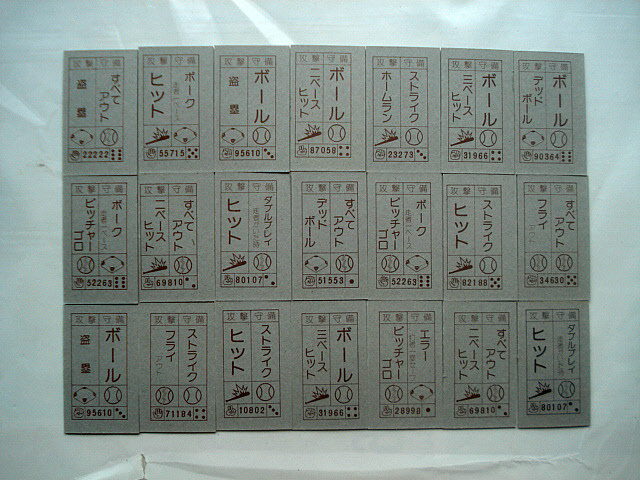 攻撃 守備
すべて
アウト
盗塁
22222
攻撃 守備
ボーク
ヒット
55715
攻撃 守備
ボール
盗塁
95610
攻撃 守備
ボール
二ベース
ヒット
87058
攻撃 守備
ストライク
ホームラン
23273
攻撃 守備
ボール
三ベース
ヒット
31966
攻撃 守備
ボール
デッド
ボール
90364
攻撃 守備
ボーク
ピッチャー
ゴロ
52263
攻撃 守備
すべて
アウト
二ベース
ヒット
69810
攻撃 守備
ダブルプレイ
ヒット
80107
攻撃 守備
すべて
アウト
デッド
ボール
51553
攻撃 守備
ボーク
ピッチャー
ゴロ
52263
攻撃 守備
ストライク
ヒット
82188
攻撃 守備
すべて
アウト
フライ
34630
攻撃 守備
ボール
盗塁
95610
攻撃 守備
ストライク
フライ
アウト
71184
攻撃 守備
ストライク
ヒット
10802
攻撃 守備
ボール
三ベース
ヒット
31966
攻撃 守備
エラー
ピッチャー
ゴロ
28998
攻撃 守備
すべて
アウト
二ベース
ヒット
69810
攻撃 守備
ダブルプレイ
ヒット
80107